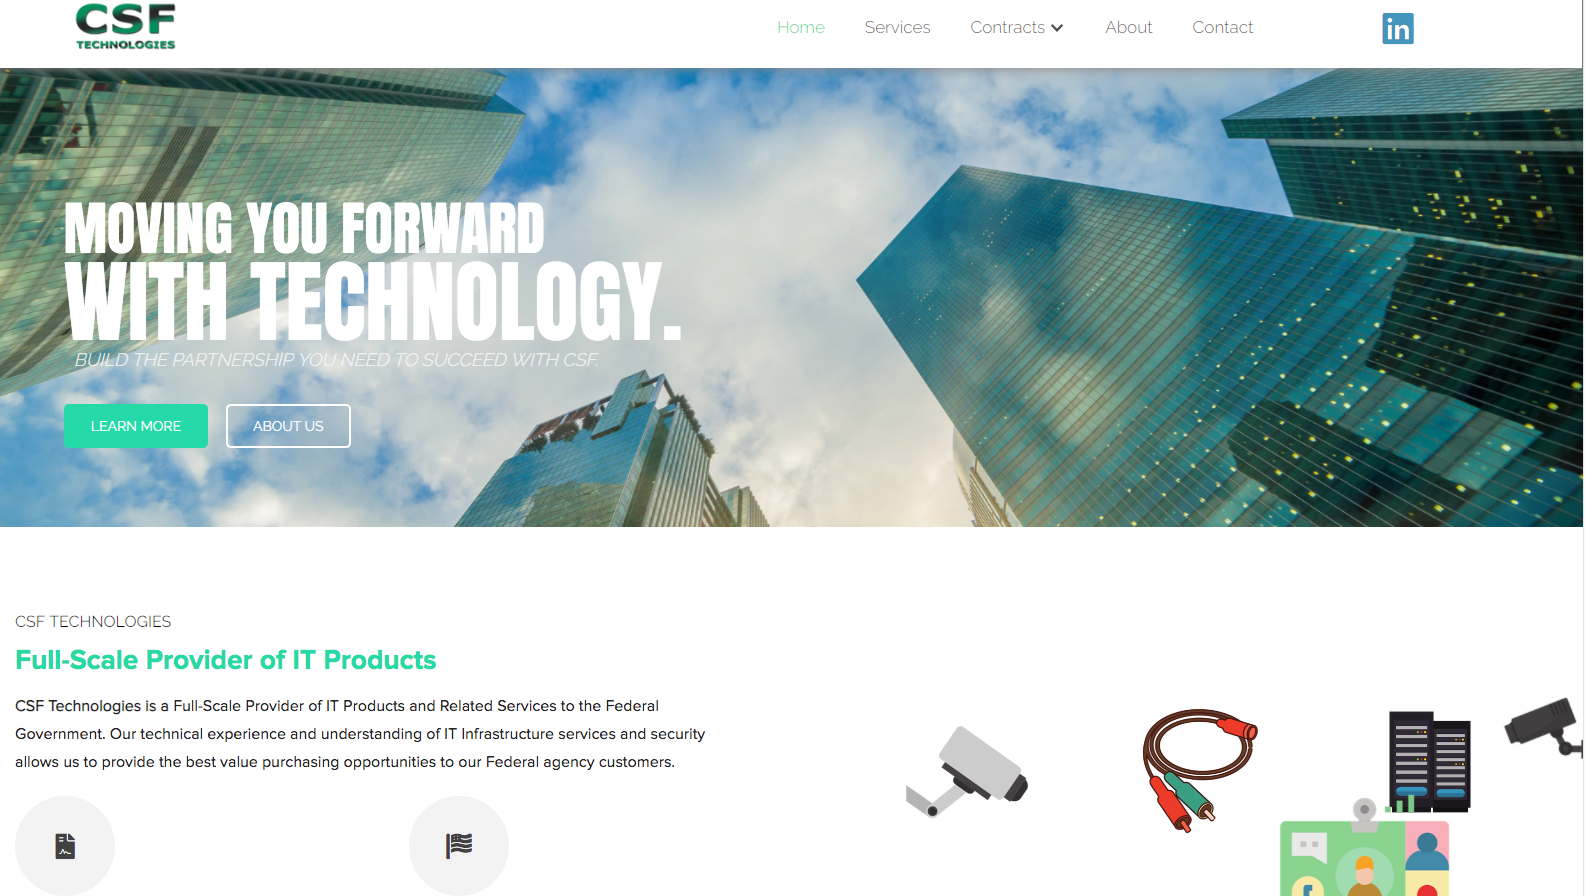 CSF
TECHNOLOGIES
Home
Services
Contracts
About
Contact
in
MOVING YOU FORWARD
WITH TECHNOLOGY.
BUILD THE PARTNERSHIP YOU NEED TO SUCCEED WITH CSF.
LEARN MORE
ABOUT US
CSF TECHNOLOGIES
Full-Scale Provider of IT Products
CSF Technologies is a Full-Scale Provider of IT Products and Related Services to the Federal
Government. Our technical experience and understanding of IT Infrastructure services and security
allows us to provide the best value purchasing opportunities to our Federal agency customers.
f